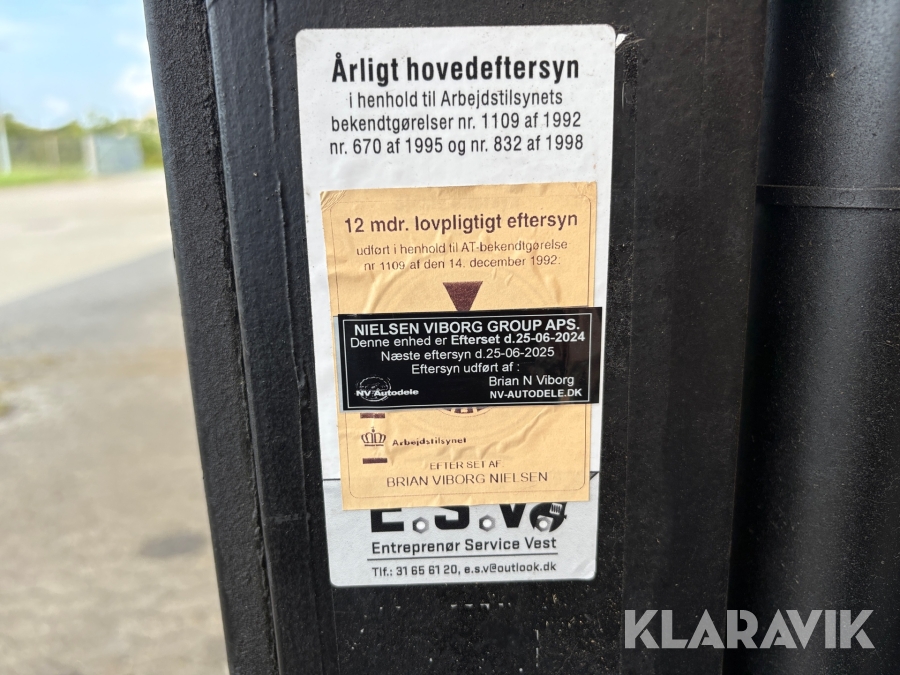 Årligt hovedeftersyn
i henhold til Arbejdstilsynets
bekendtgørelser nr. 1109 af 1992
nr. 670 af 1995 og nr. 832 af 1998
12 mdr. lovpligtigt eftersyn
udført i henhold til AT-bekendtgørelse
nr 1109 af den 14. december 1992.
NIELSEN VIBORG GROUP APS.
Denne enhed er Efterset d.25-06-2024
Næste eftersyn d.25-06-2025
Eftersyn udført af :
Brian N Viborg
NV-Autodele NV-AUTODELE.DK
Arbejdstilsynet
EFTER SET AF
BRIAN VIBORG NIELSEN
E.S.V.
Entreprenør Service Vest
Tlf.: 31 65 61 20, e.s.v@outlook.dk
KLARAVIK